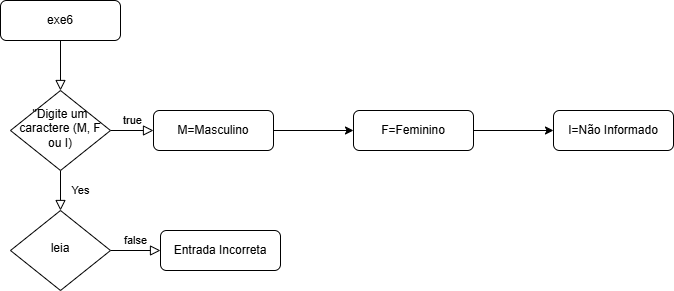 exe6
"Digite um
caractere (M, F
ou I)
true
M=Masculino
F=Feminino
I=Não Informado
Yes
leia
false
Entrada Incorreta